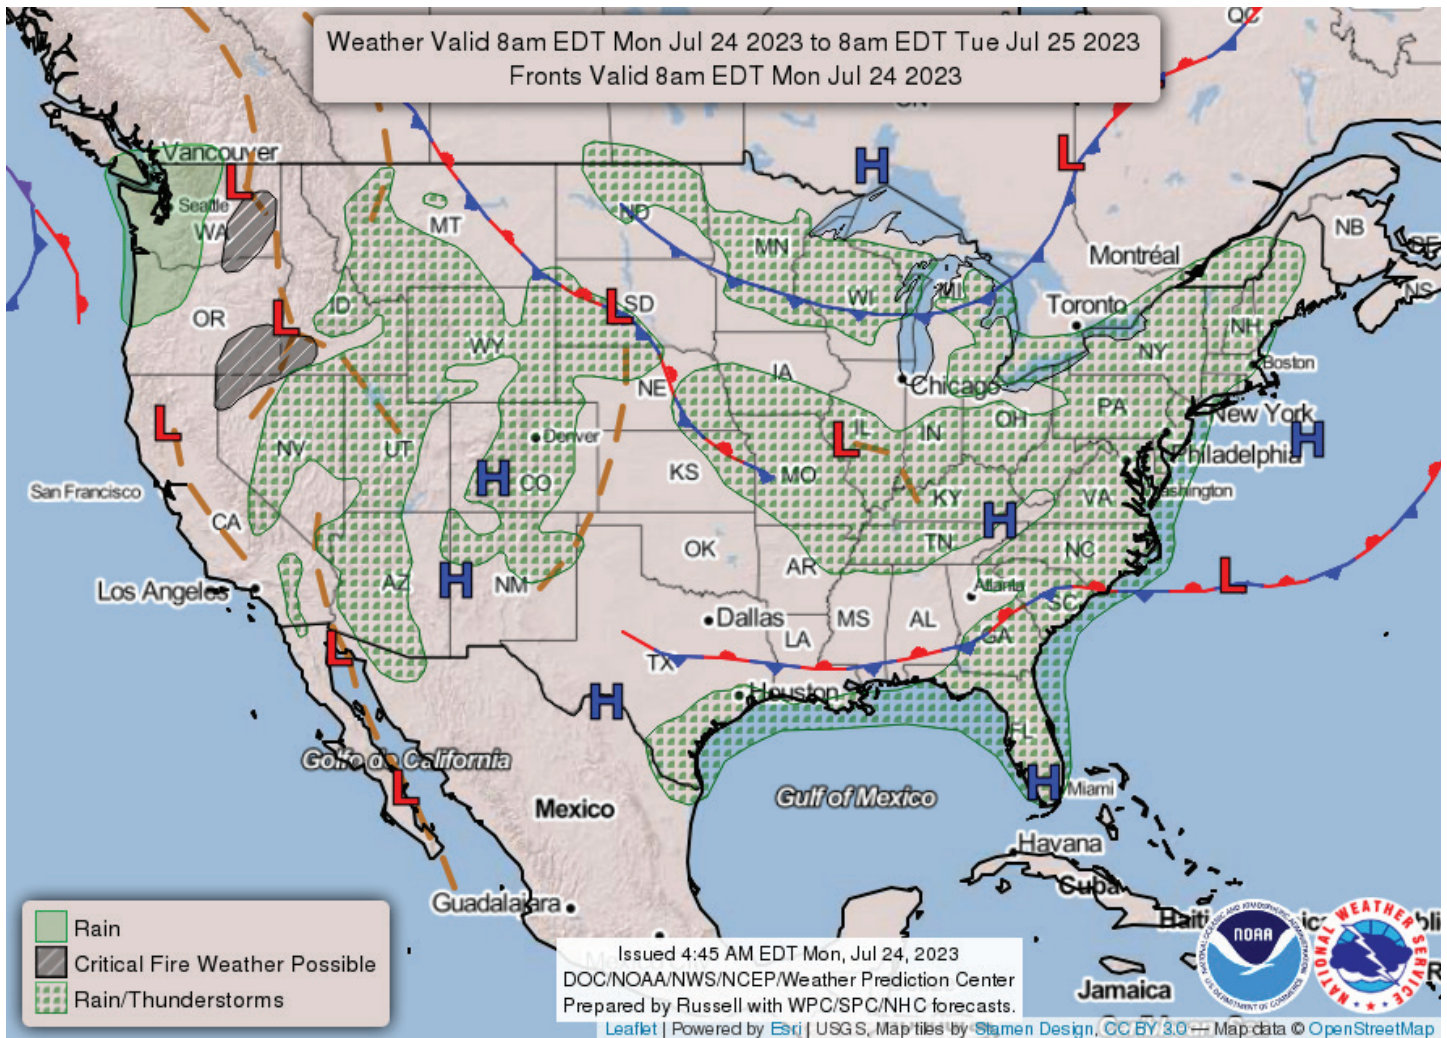 Weather Valid 8am EDT Mon Jul 24 2023 to 8am EDT Tue Jul 25 2023
Fronts Valid 8am EDT Mon Jul 24 2023
QC
Vancouver
L
H
L
Seattle
WA
MT
ND
MN
Montréal
NB
NS
OR
L
ID
L
SD
WI
MI
Toronto
NH
WY
NY
Boston
IA
Chicago
NE
PA
New York
L
Denver
IL
L
IN
OH
Philadelphia
H
NV
UT
H
CO
KS
MO
KY
VA
Washington
San Francisco
CA
H
OK
TN
NC
AR
Los Angeles
AZ
H
NM
Atlanta
SC
L
Dallas
MS
AL
GA
LA
TX
L
H
Houston
FL
Golfo de California
L
Mexico
Gulf of Mexico
H
Miami
Havana
Cuba
Guadalajara
Haiti
Jamaica
Rain
Critical Fire Weather Possible
Rain/Thunderstorms
Issued 4:45 AM EDT Mon, Jul 24, 2023
DOC/NOAA/NWS/NCEP/Weather Prediction Center
Prepared by Russell with WPC/SPC/NHC forecasts.
NOAA
NATIONAL WEATHER SERVICE
Leaflet | Powered by Esri | USGS, Map tiles by Stamen Design, CC BY 3.0 — Map data © OpenStreetMap